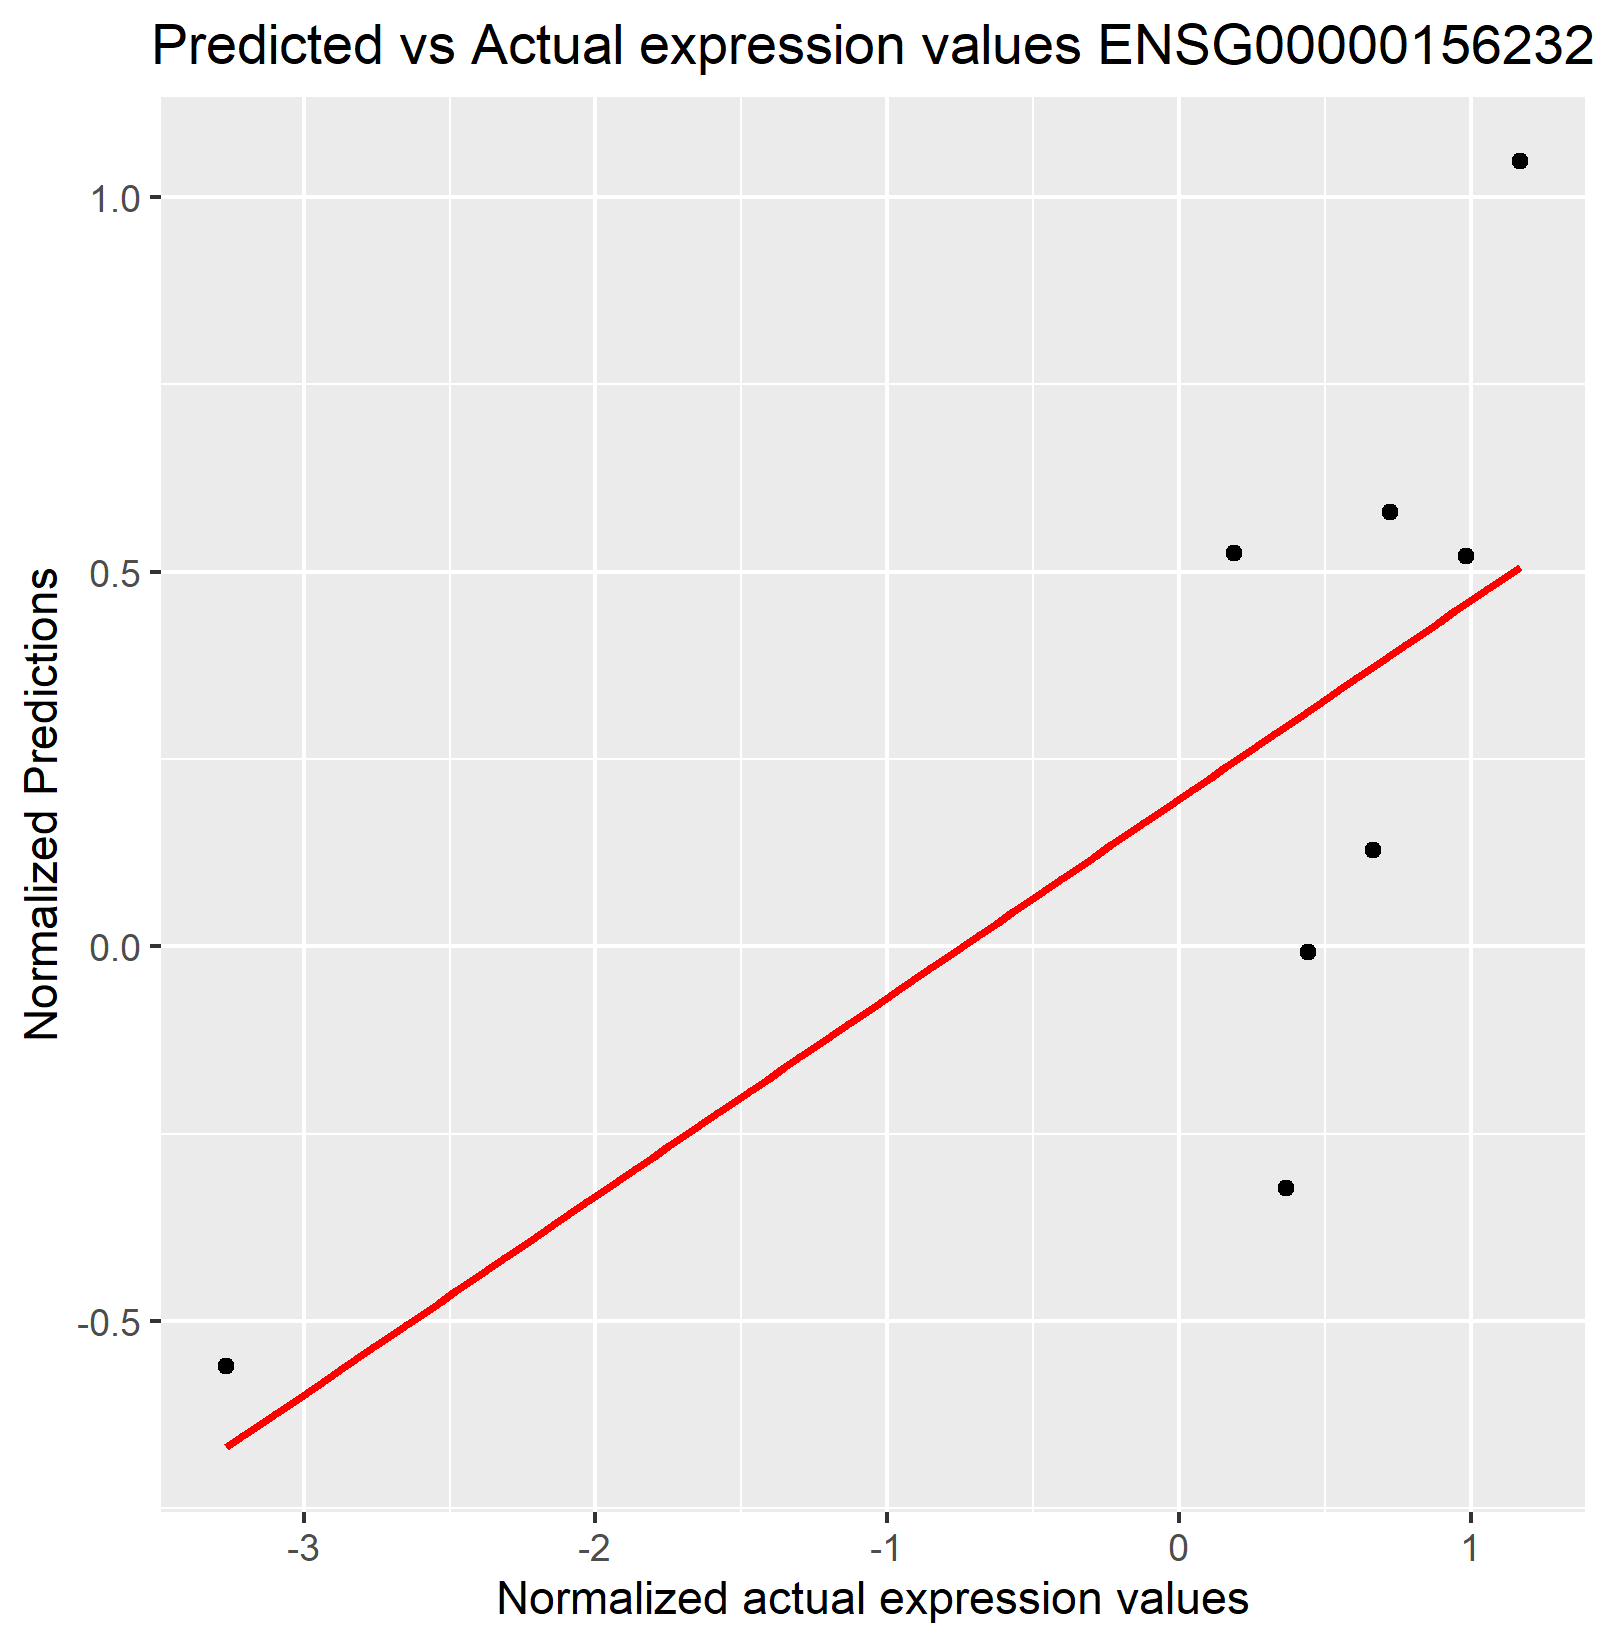 Predicted vs Actual expression values ENSG00000156232
1.0
0.5
0.0
-0.5
Normalized Predictions
-3 -2 -1 0 1
Normalized actual expression values